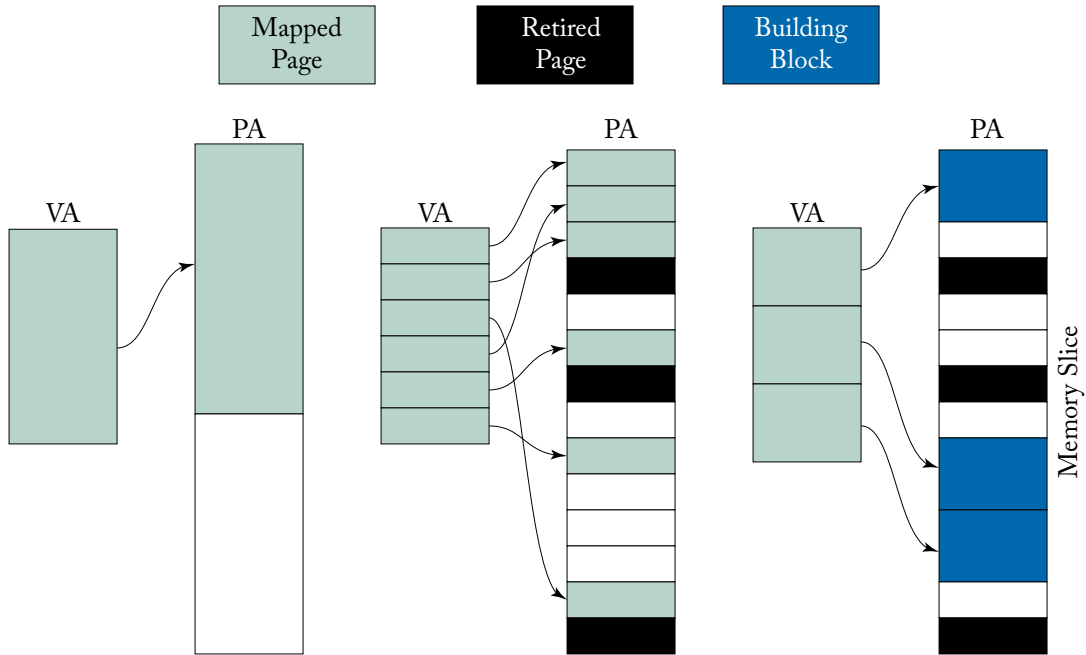 Mapped
Page
Retired
Page
Building
Block
PA
PA
PA
VA
VA
VA
Memory Slice